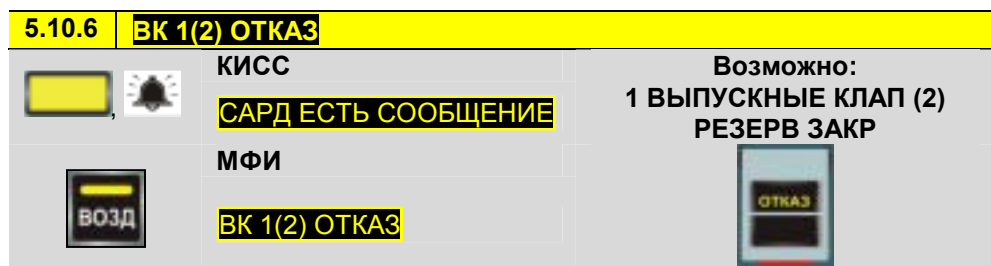 5.10.6 ВК 1(2) ОТКАЗ
КИСС
,
САРД ЕСТЬ СООБЩЕНИЕ
Возможно:
1 ВЫПУСКНЫЕ КЛАП (2)
РЕЗЕРВ ЗАКР
МФИ
ВОЗД
ВК 1(2) ОТКАЗ
ОТКАЗ